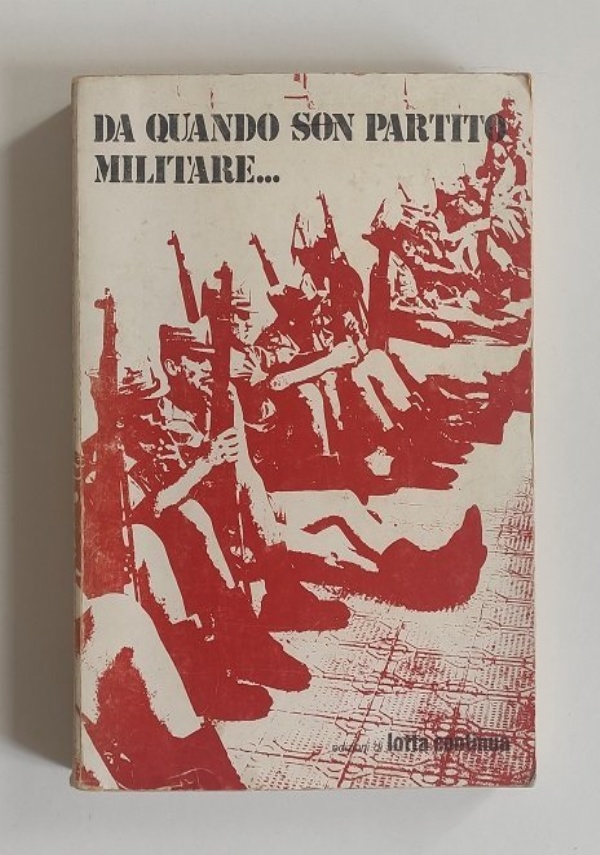 DA QUANDO SON PARTITO
MILITARE...
edizioni di lotta continua